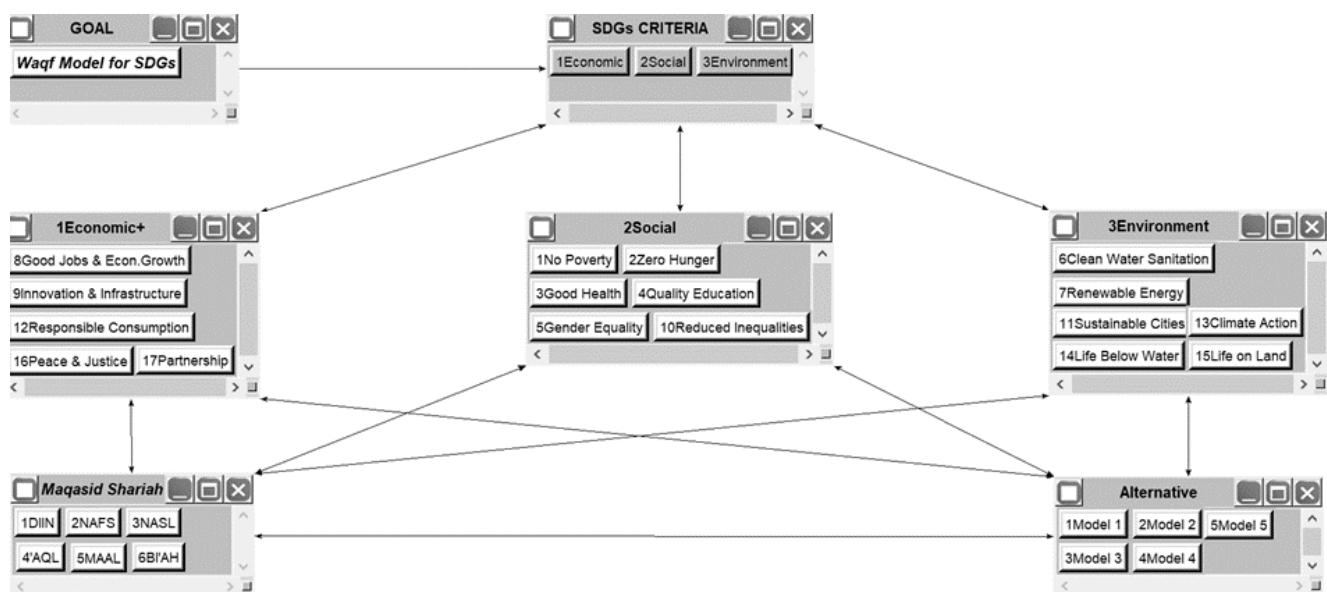 GOAL
Waqf Model for SDGs
SDGs CRITERIA
1Economic 2Social 3Environment
1Economic+
8Good Jobs & Econ.Growth
9Innovation & Infrastructure
12Responsible Consumption
16Peace & Justice 17Partnership
2Social
1No Poverty 2Zero Hunger
3Good Health 4Quality Education
5Gender Equality 10Reduced Inequalities
3Environment
6Clean Water Sanitation
7Renewable Energy
11Sustainable Cities 13Climate Action
14Life Below Water 15Life on Land
Maqasid Shariah
1DIIN 2NAFS 3NASL
4'AQL 5MAAL 6BI'AH
Alternative
1Model 1 2Model 2 5Model 5
3Model 3 4Model 4